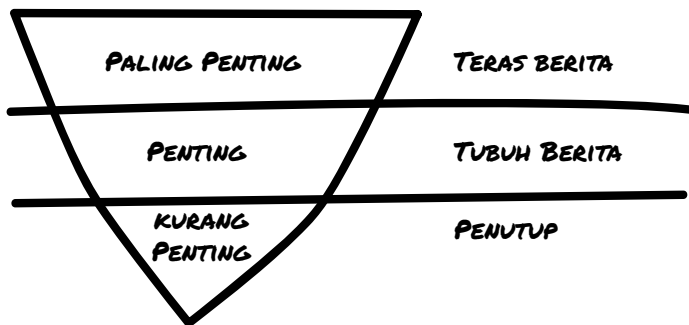 Paling Penting
Teras berita
Penting
Tubuh Berita
kurang
Penting
Penutup